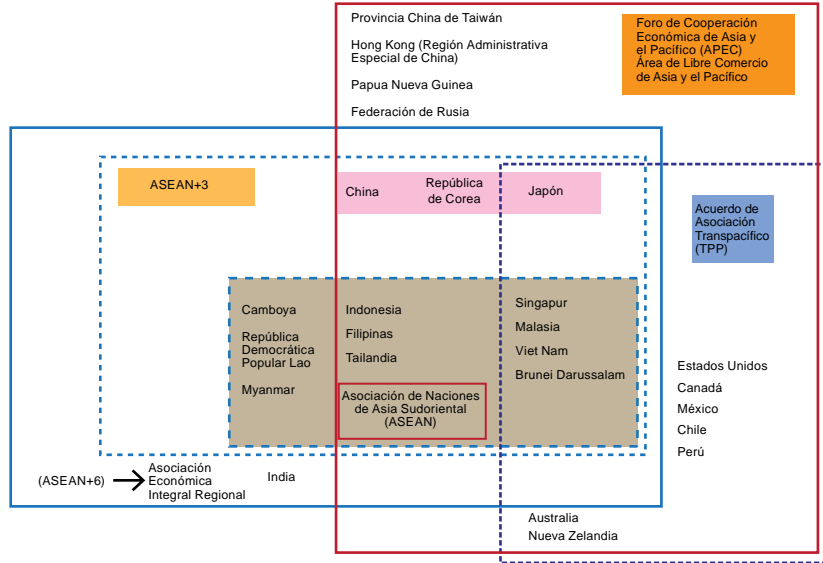 Provincia China de Taiwán
Hong Kong (Región Administrativa
Especial de China)
Papua Nueva Guinea
Federación de Rusia
Foro de Cooperación
Económica de Asia y
el Pacífico (APEC)
Área de Libre Comercio
de Asia y el Pacífico
ASEAN+3
China
República
de Corea
Japón
Acuerdo de
Asociación
Transpacífico
(TPP)
Camboya
República
Democrática
Popular Lao
Myanmar
Indonesia
Filipinas
Tailandia
Asociación de Naciones
de Asia Sudoriental
(ASEAN)
Singapur
Malasia
Viet Nam
Brunei Darussalam
Estados Unidos
Canadá
México
Chile
Perú
(ASEAN+6)
Asociación
Económica
Integral Regional
India
Australia
Nueva Zelandia